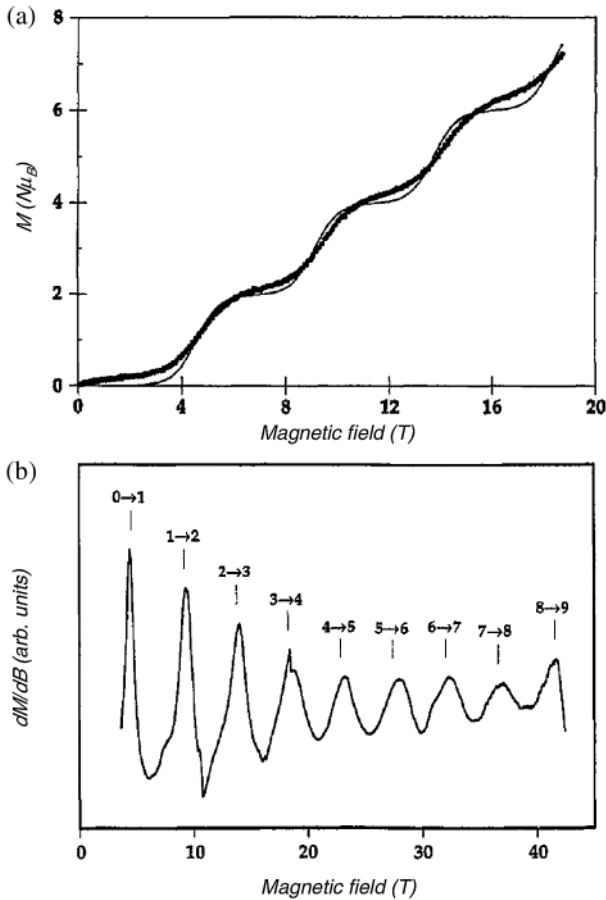 (a)
8
6
4
2
0
M (NμB)
0 4 8 12 16 20
Magnetic field (T)
(b)
0→1
1→2
2→3
3→4
4→5
5→6
6→7
7→8
8→9
dM/dB (arb. units)
0 10 20 30 40
Magnetic field (T)